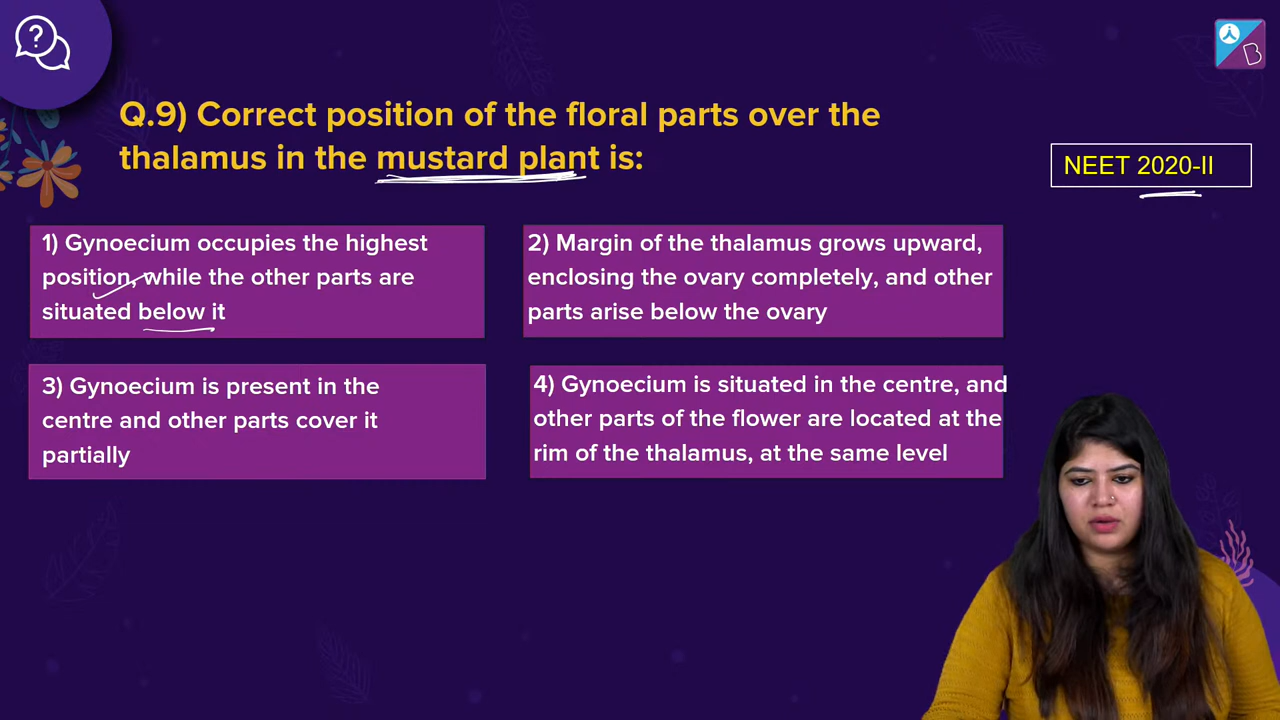 Q.9) Correct position of the floral parts over the
thalamus in the mustard plant is:
NEET 2020-II
1) Gynoecium occupies the highest
position, while the other parts are
situated below it
2) Margin of the thalamus grows upward,
enclosing the ovary completely, and other
parts arise below the ovary
3) Gynoecium is present in the
centre and other parts cover it
partially
4) Gynoecium is situated in the centre, and
other parts of the flower are located at the
rim of the thalamus, at the same level
?
B